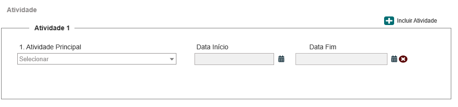 Atividade
Incluir Atividade
Atividade 1
1. Atividade Principal Data Início Data Fim
Selecionar